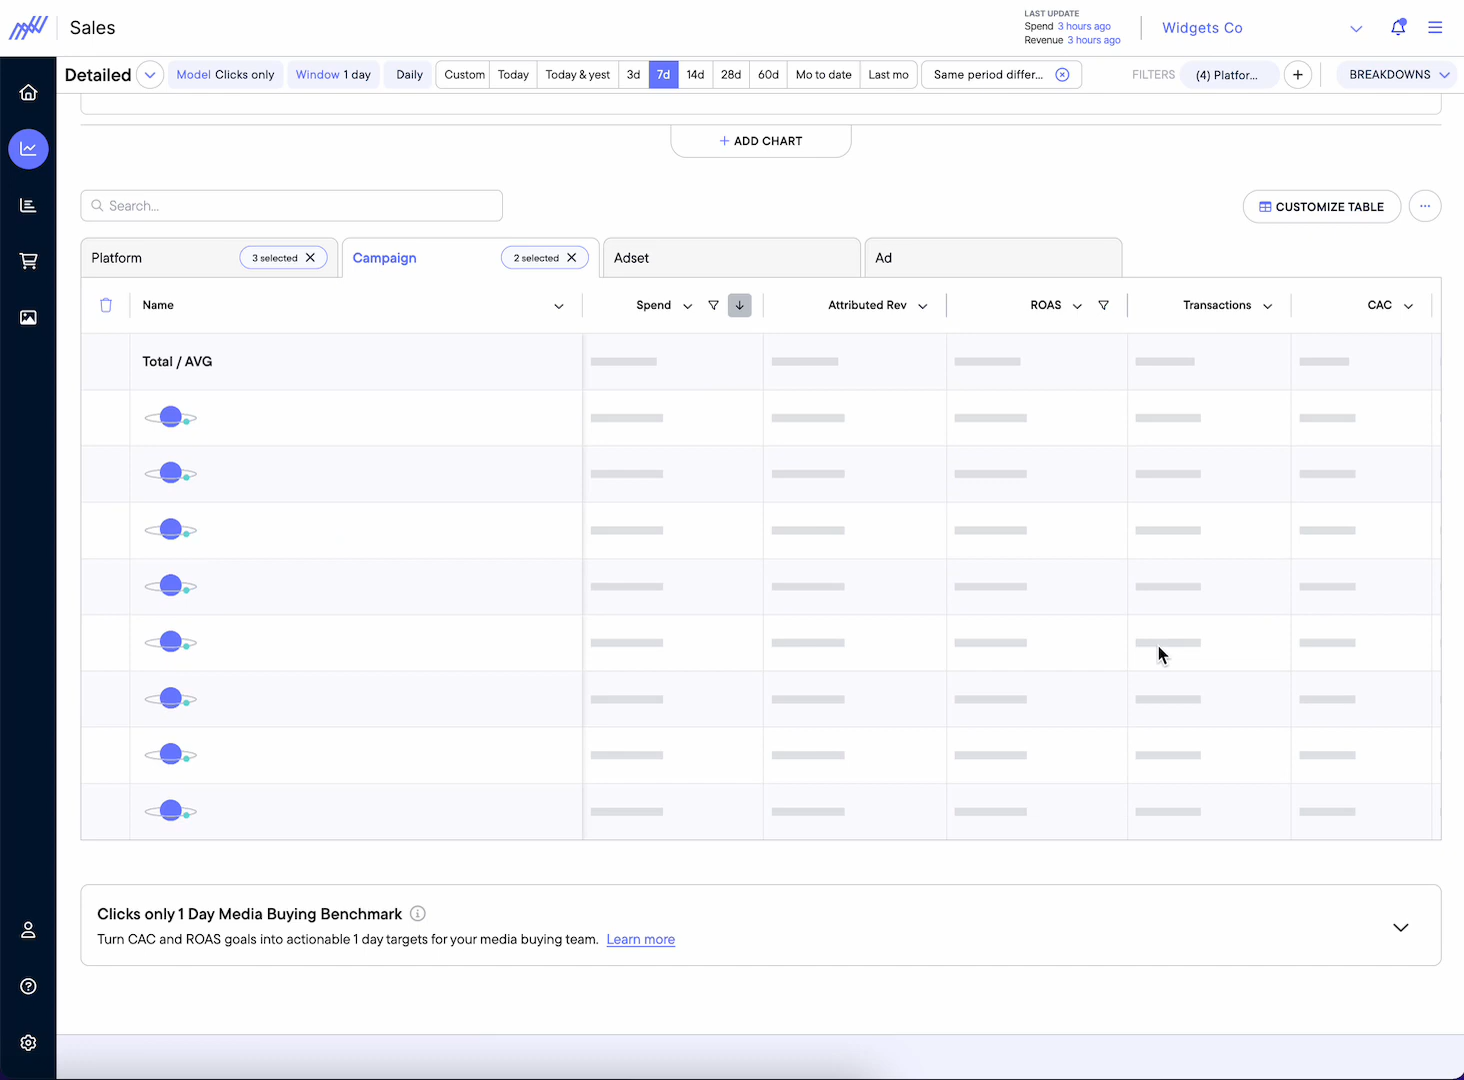 Sales
LAST UPDATE
Spend 3 hours ago
Revenue 3 hours ago
Widgets Co
Detailed
Model Clicks only
Window 1 day
Daily
Custom
Today
Today & yest
3d
7d
14d
28d
60d
Mo to date
Last mo
Same period differ...
FILTERS
(4) Platfor...
+
BREAKDOWNS
+ ADD CHART
Search...
CUSTOMIZE TABLE
...
Platform
3 selected
Campaign
2 selected
Adset
Ad
Name
Spend
Attributed Rev
ROAS
Transactions
CAC
Total / AVG
Clicks only 1 Day Media Buying Benchmark
Turn CAC and ROAS goals into actionable 1 day targets for your media buying team. Learn more